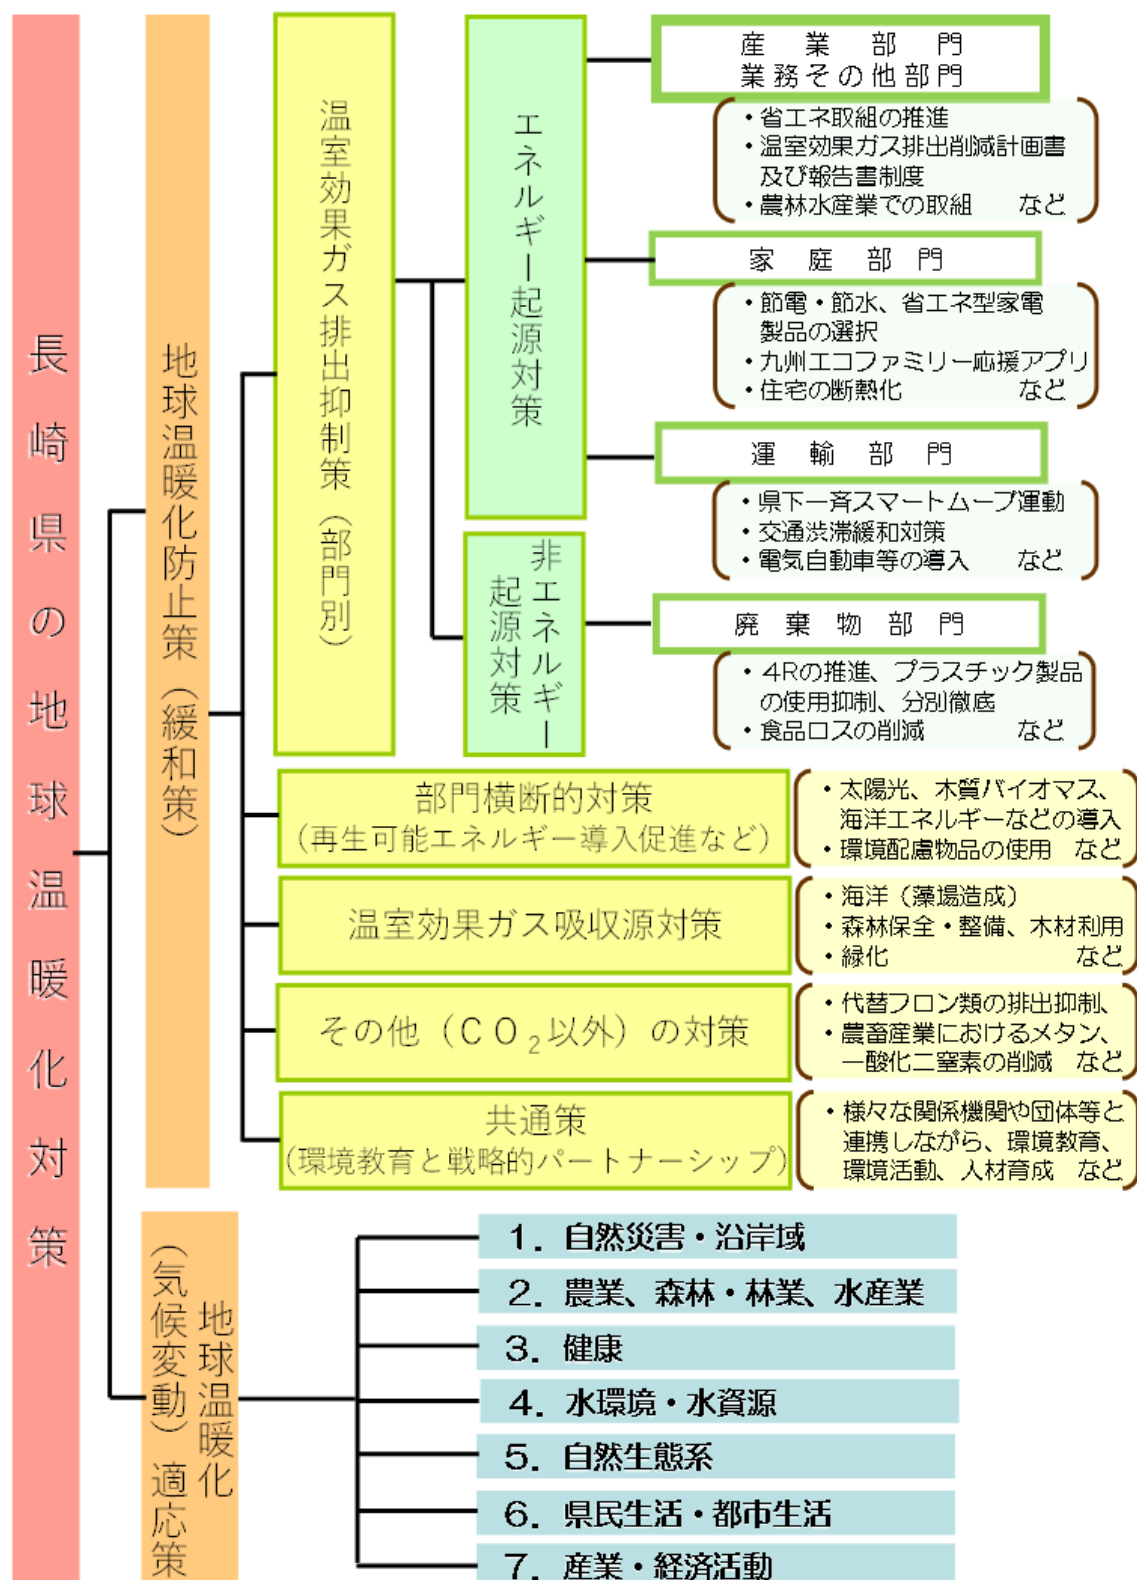 長崎県の地球温暖化対策
地球温暖化防止策（緩和策）
温室効果ガス排出抑制策（部門別）
エネルギー起源対策
産業部門
業務その他部門
・省エネ取組の推進
・温室効果ガス排出削減計画書
及び報告書制度
・農林水産業での取組　など
家庭部門
・節電・節水、省エネ型家電
製品の選択
・九州エコファミリー応援アプリ
・住宅の断熱化　など
運輸部門
・県下一斉スマートムーブ運動
・交通渋滞緩和対策
・電気自動車等の導入　など
非エネルギー
起源対策
廃棄物部門
・4Rの推進、プラスチック製品
の使用抑制、分別徹底
・食品ロスの削減　など
部門横断的対策
（再生可能エネルギー導入促進など）
・太陽光、木質バイオマス、
海洋エネルギーなどの導入
・環境配慮物品の使用　など
温室効果ガス吸収源対策
・海洋（藻場造成）
・森林保全・整備、木材利用
・緑化　など
その他（CO₂以外）の対策
・代替フロン類の排出抑制、
・農畜産業におけるメタン、
一酸化二窒素の削減　など
共通策
（環境教育と戦略的パートナーシップ）
・様々な関係機関や団体等と
連携しながら、環境教育、
環境活動、人材育成　など
地球温暖化
（気候変動）適応策
1. 自然災害・沿岸域
2. 農業、森林・林業、水産業
3. 健康
4. 水環境・水資源
5. 自然生態系
6. 県民生活・都市生活
7. 産業・経済活動